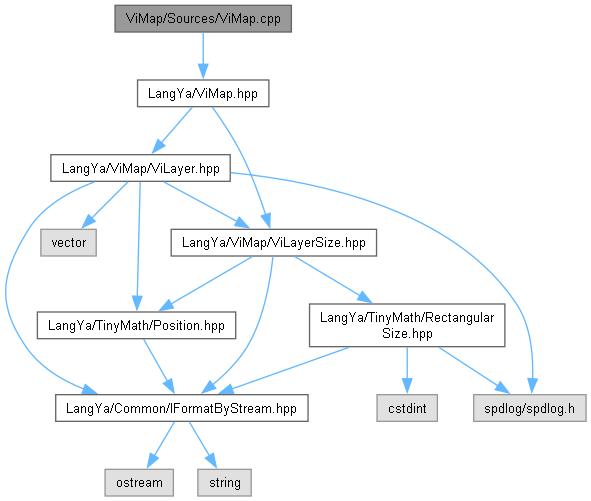 ViMap/Sources/ViMap.cpp
LangYa/ViMap.hpp
LangYa/ViMap/ViLayer.hpp
vector
LangYa/ViMap/ViLayerSize.hpp
LangYa/TinyMath/Position.hpp
LangYa/TinyMath/Rectangular
Size.hpp
LangYa/Common/IFormatByStream.hpp
cstdint
spdlog/spdlog.h
ostream
string